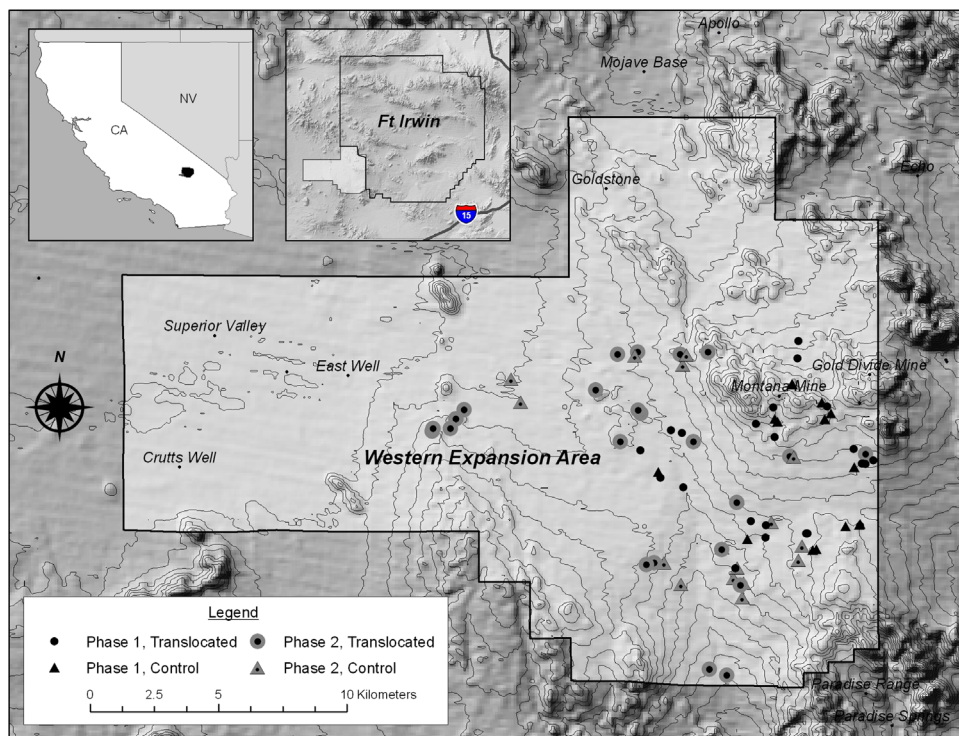 Apollo
Mojave Base
NV
CA
Ft Irwin
15
Echo
Goldstone
Superior Valley
N
East Well
Gold Divide Mine
Montana Mine
Western Expansion Area
Crutts Well
Legend
Phase 1, Translocated
Phase 2, Translocated
Phase 1, Control
Phase 2, Control
0 2.5 5 10 Kilometers
Paradise Range
Paradise Springs